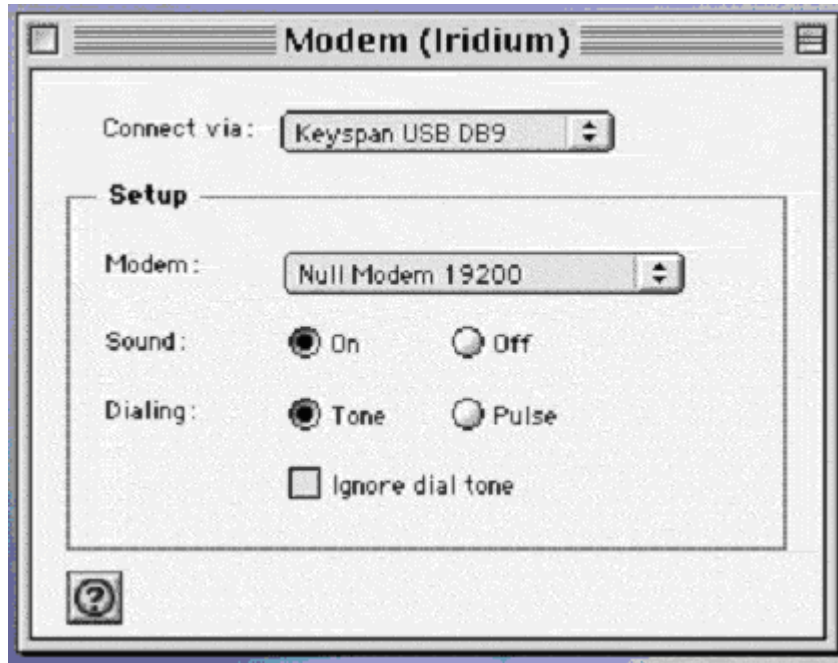 Modem (Iridium)
Connect via: Keyspan USB DB9
Setup
Modem: Null Modem 19200
Sound: On Off
Dialing: Tone Pulse
Ignore dial tone
?